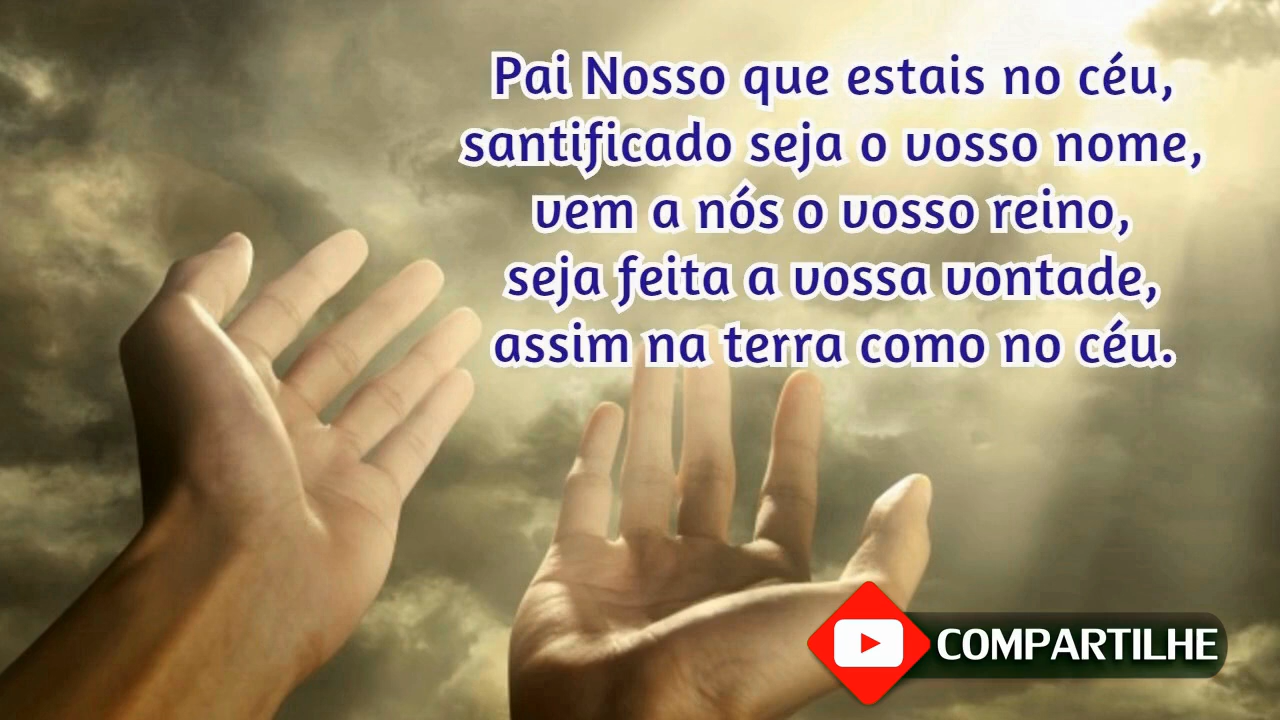 Pai Nosso que estais no céu,
santificado seja o vosso nome,
vem a nós o vosso reino,
seja feita a vossa vontade,
assim na terra como no céu.
COMPARTILHE